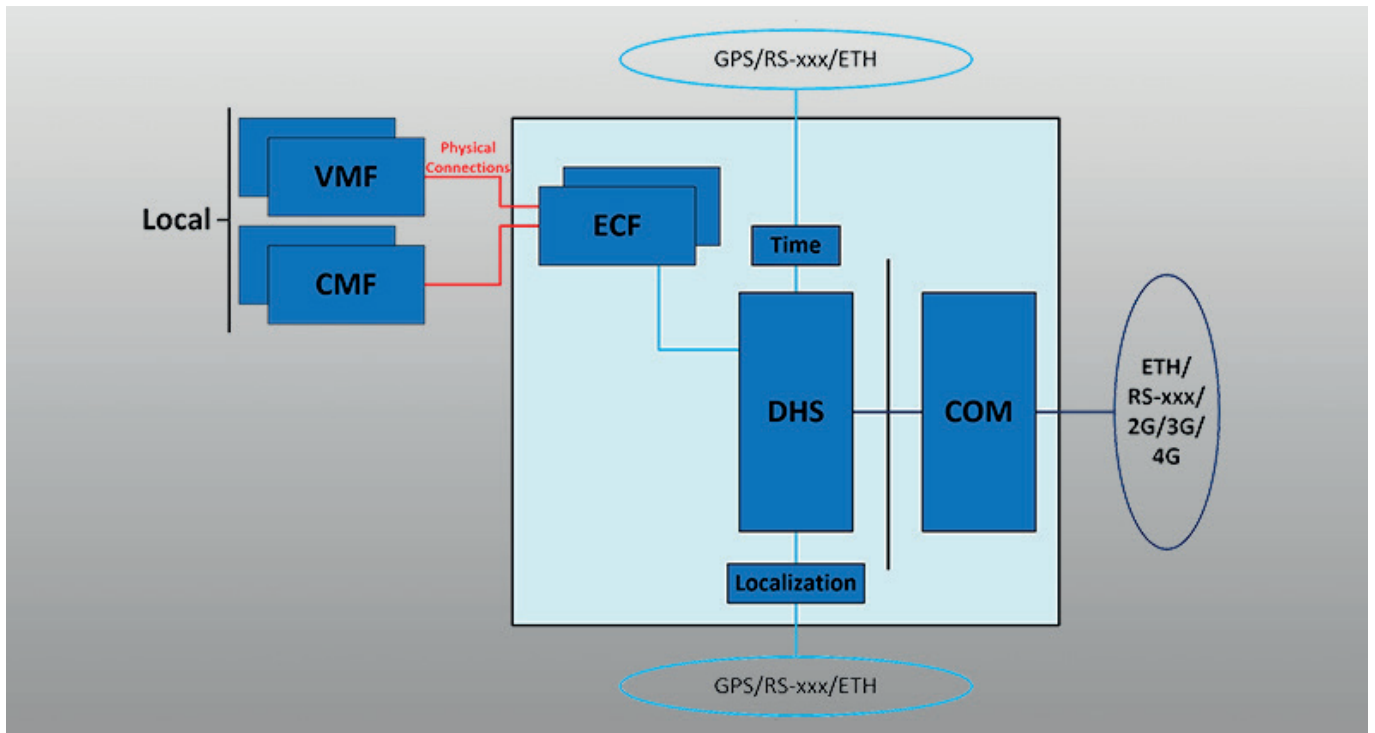 GPS/RS-xxx/ETH
Physical
Connections
VMF
Local
CMF
ECF
Time
DHS
COM
ETH/
RS-xxx/
2G/3G/
4G
Localization
GPS/RS-xxx/ETH